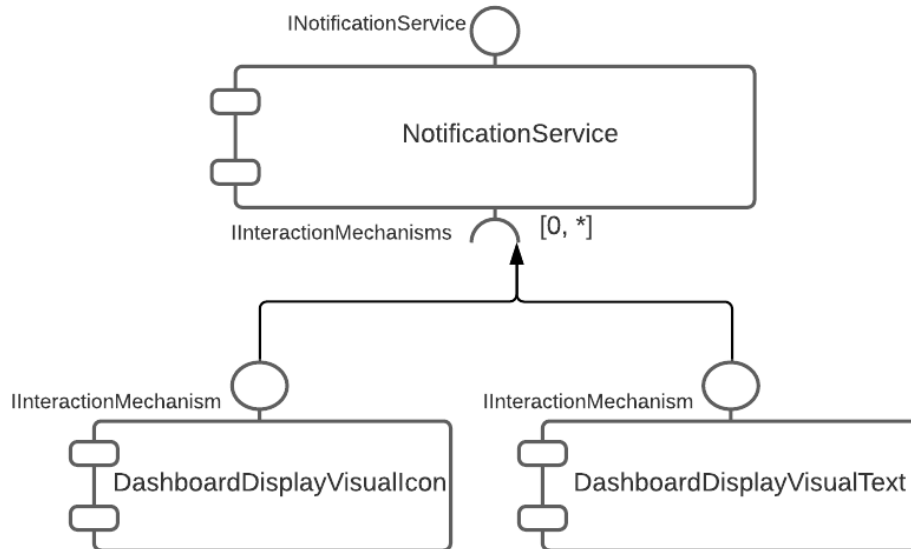 INotificationService
NotificationService
IInteractionMechanisms
[0, *]
IInteractionMechanism
IInteractionMechanism
DashboardDisplayVisualIcon
DashboardDisplayVisualText